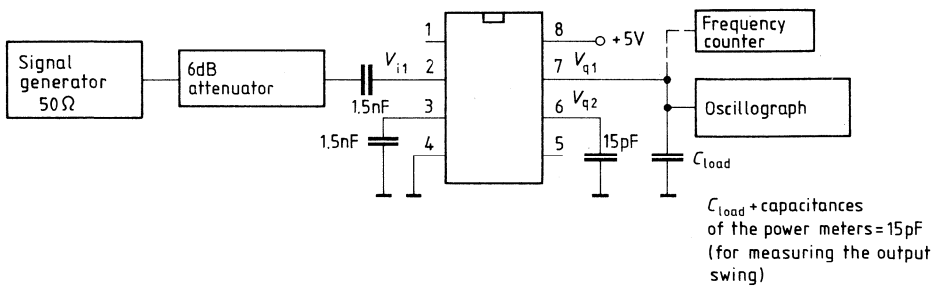 Signal
generator
50Ω
6dB
attenuator
V_i1
1.5nF
1.5nF
1
2
3
4
8
7
6
5
+5V
V_q1
V_q2
15pF
Frequency
counter
Oscillograph
C_load
C_load + capacitances
of the power meters = 15pF
(for measuring the output
swing)